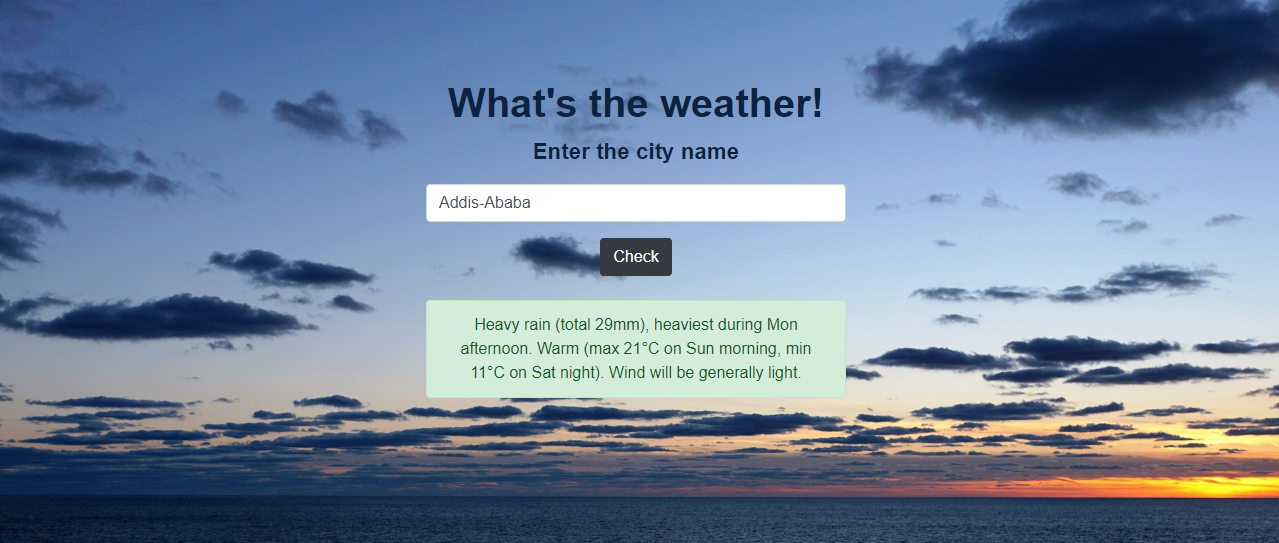 What's the weather!
Enter the city name
Addis-Ababa
Check
Heavy rain (total 29mm), heaviest during Mon
afternoon. Warm (max 21°C on Sun morning, min
11°C on Sat night). Wind will be generally light.